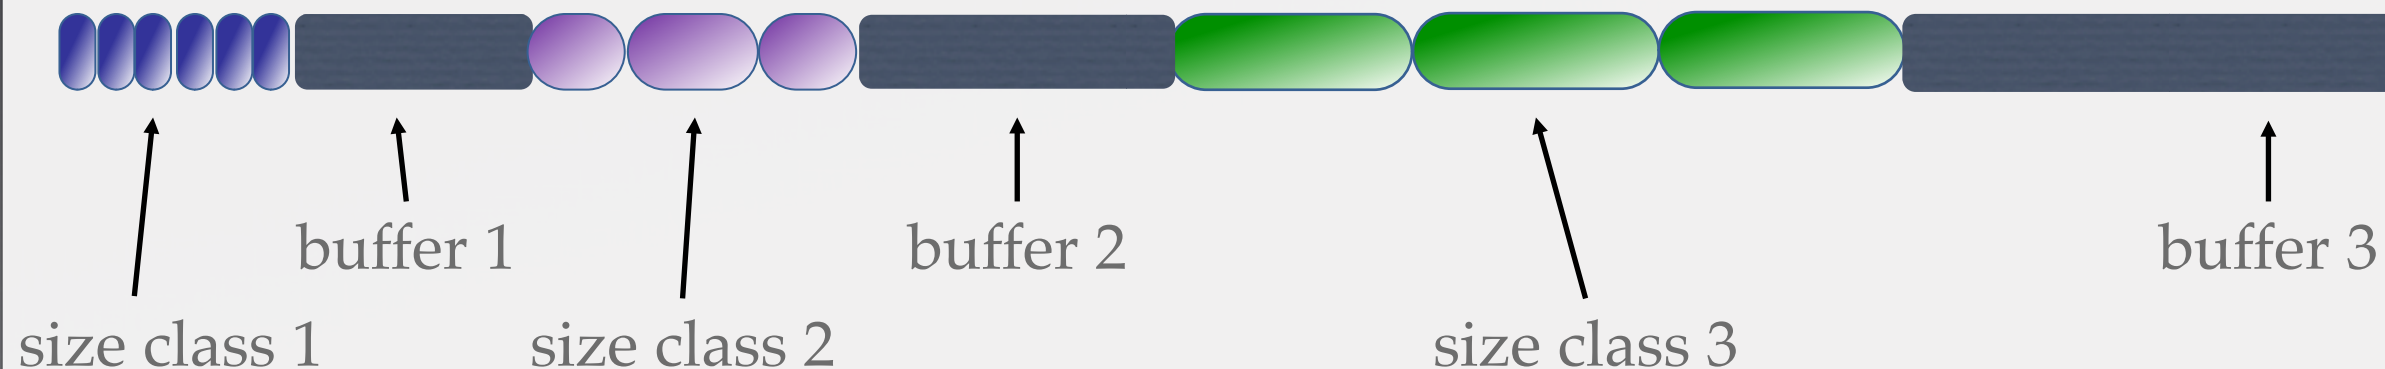 buffer 1
buffer 2
buffer 3
size class 1
size class 2
size class 3